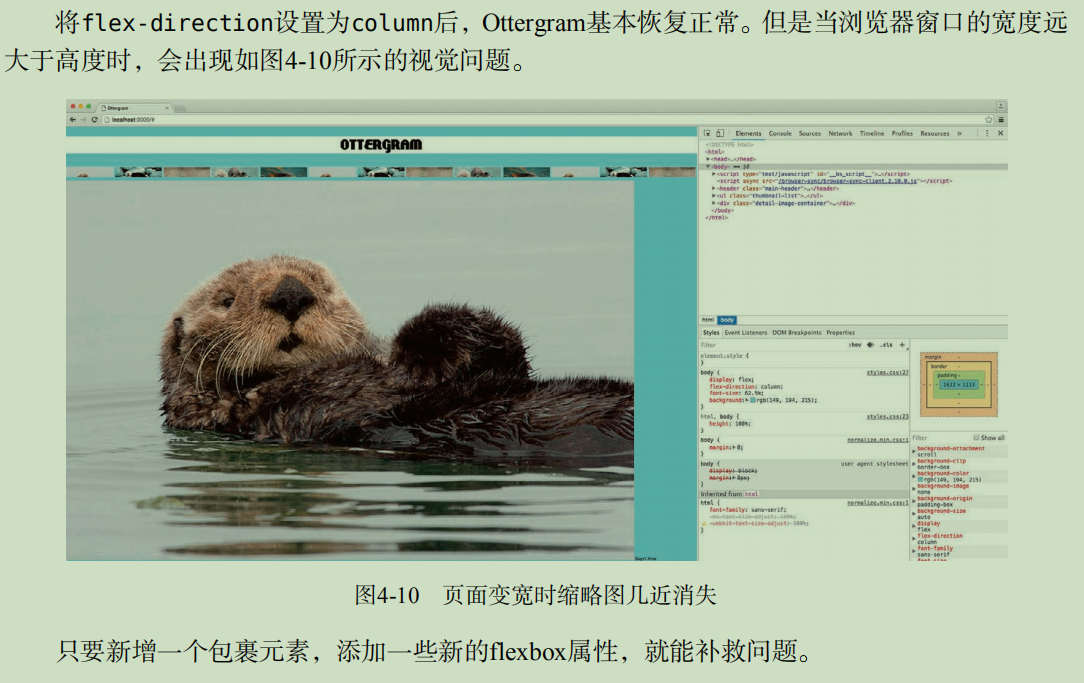 将flex-direction设置为column后，Ottergram基本恢复正常。但是当浏览器窗口的宽度远
大于高度时，会出现如图4-10所示的视觉问题。
Ottergram
localhost:3000/#
Elements Console Sources Network Timeline Profiles Resources »
OTTERGRAM
<!DOCTYPE html>
<html>
<head>…</head>
<body> == $0
<script type="text/javascript" id="__bs_script__">…</script>
<script async src="/browser-sync/browser-sync-client.2.10.0.js"></script>
<header class="main-header">…</header>
<ul class="thumbnail-list">…</ul>
<div class="detail-image-container">…</div>
</body>
</html>
html body
Styles Event Listeners DOM Breakpoints Properties
Filter :hov .cls +
element.style {
}
body { styles.css:27
display: flex;
flex-direction: column;
font-size: 62.5%;
background: rgb(149, 194, 215);
}
html, body { styles.css:23
height: 100%;
}
body { normalize.min.css:1
margin: 0;
}
body { user agent stylesheet
display: block;
margin: 8px;
}
Inherited from html
html { normalize.min.css:1
font-family: sans-serif;
-ms-text-size-adjust: 100%;
-webkit-text-size-adjust: 100%;
}
margin -
border -
padding -
1622 × 1113
Filter Show all
background-attachment
scroll
background-clip
border-box
background-color
rgb(149, 194, 215)
background-image
none
background-origin
padding-box
background-size
auto
display
flex
flex-direction
column
font-family
sans-serif
font-size
图4-10 页面变宽时缩略图几近消失
只要新增一个包裹元素，添加一些新的flexbox属性，就能补救问题。